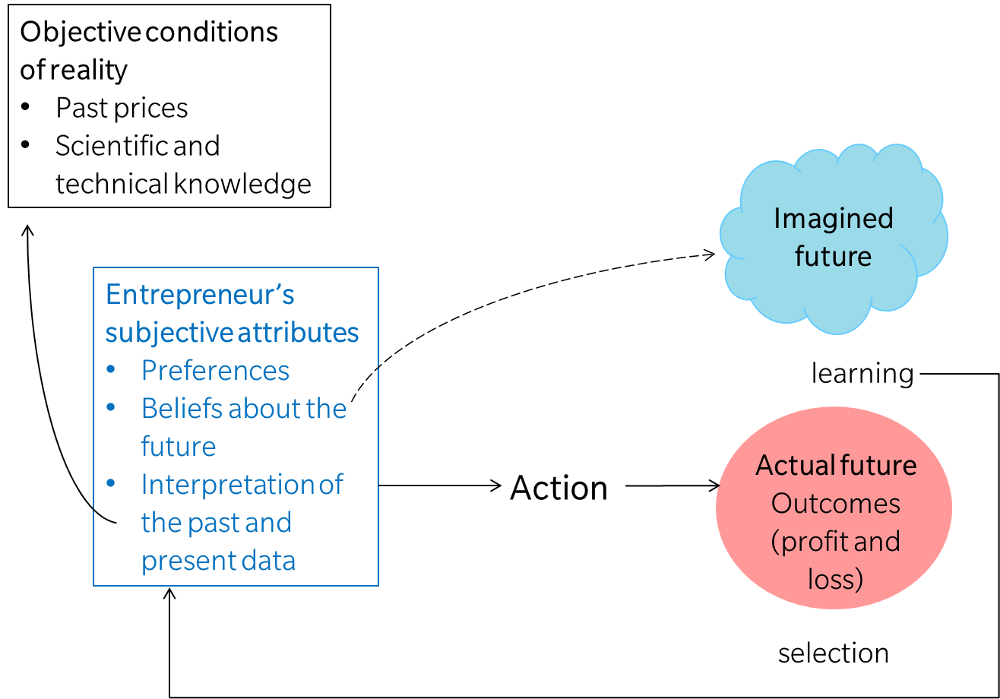 Objective conditions
of reality
• Past prices
• Scientific and
technical knowledge
Imagined
future
Entrepreneur’s
subjective attributes
• Preferences
• Beliefs about the
future
• Interpretation of
the past and
present data
Action
learning
Actual future
Outcomes
(profit and
loss)
selection